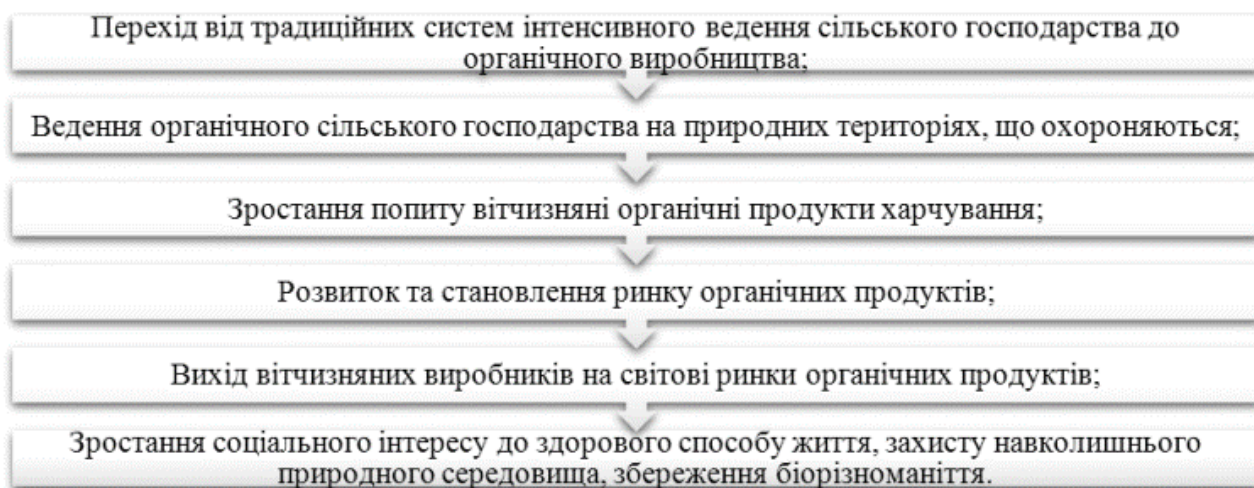 Перехід від традиційних систем інтенсивного ведення сільського господарства до
органічного виробництва;
Ведення органічного сільського господарства на природних територіях, що охороняються;
Зростання попиту вітчизняні органічні продукти харчування;
Розвиток та становлення ринку органічних продуктів;
Вихід вітчизняних виробників на світові ринки органічних продуктів;
Зростання соціального інтересу до здорового способу життя, захисту навколишнього
природного середовища, збереження біорізноманіття.